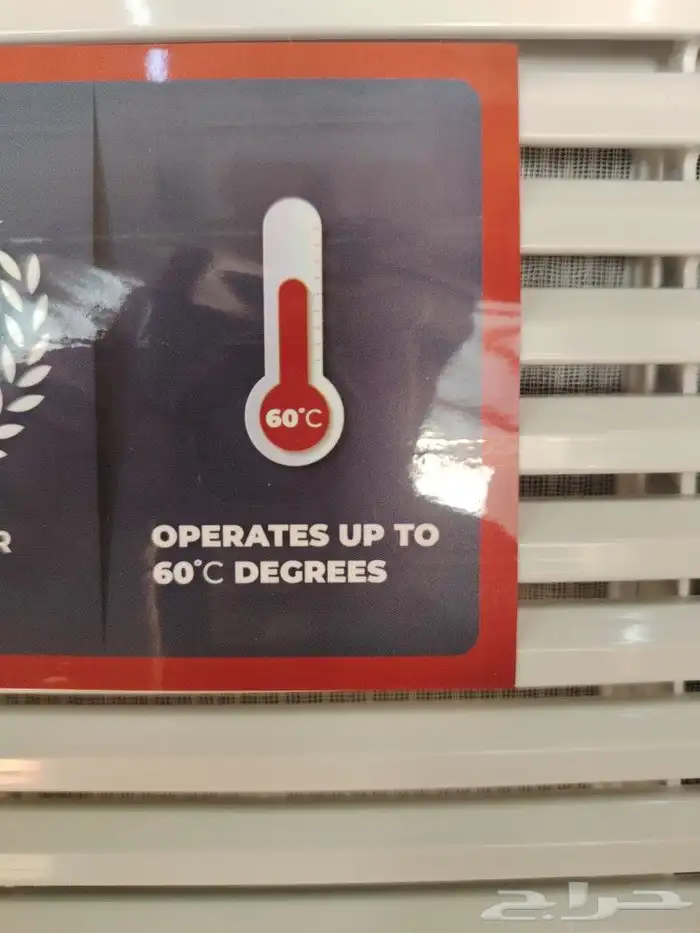 60°C
R
OPERATES UP TO
60°C DEGREES
حراج